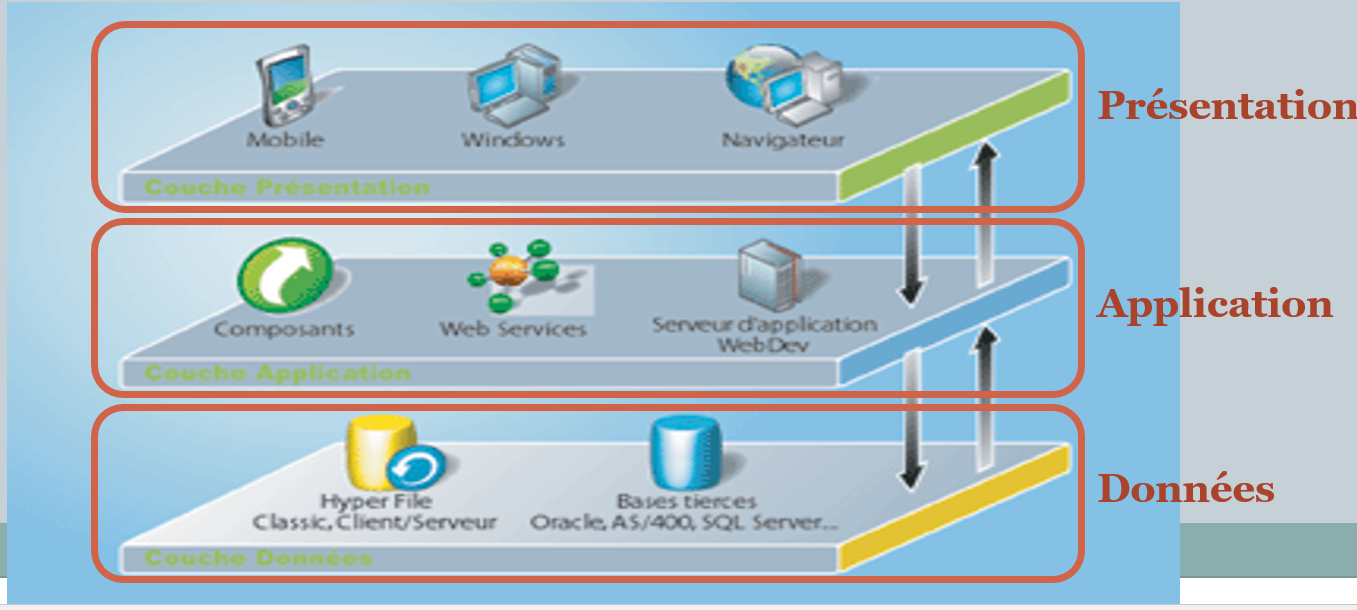 Présentation
Mobile
Windows
Navigateur
Couche Présentation
Application
Composants
Web Services
Serveur d'application
WebDev
Couche Application
Données
Hyper File
Classic, Client/Serveur
Bases tierces
Oracle, AS/400, SQL Server...
Couche Données